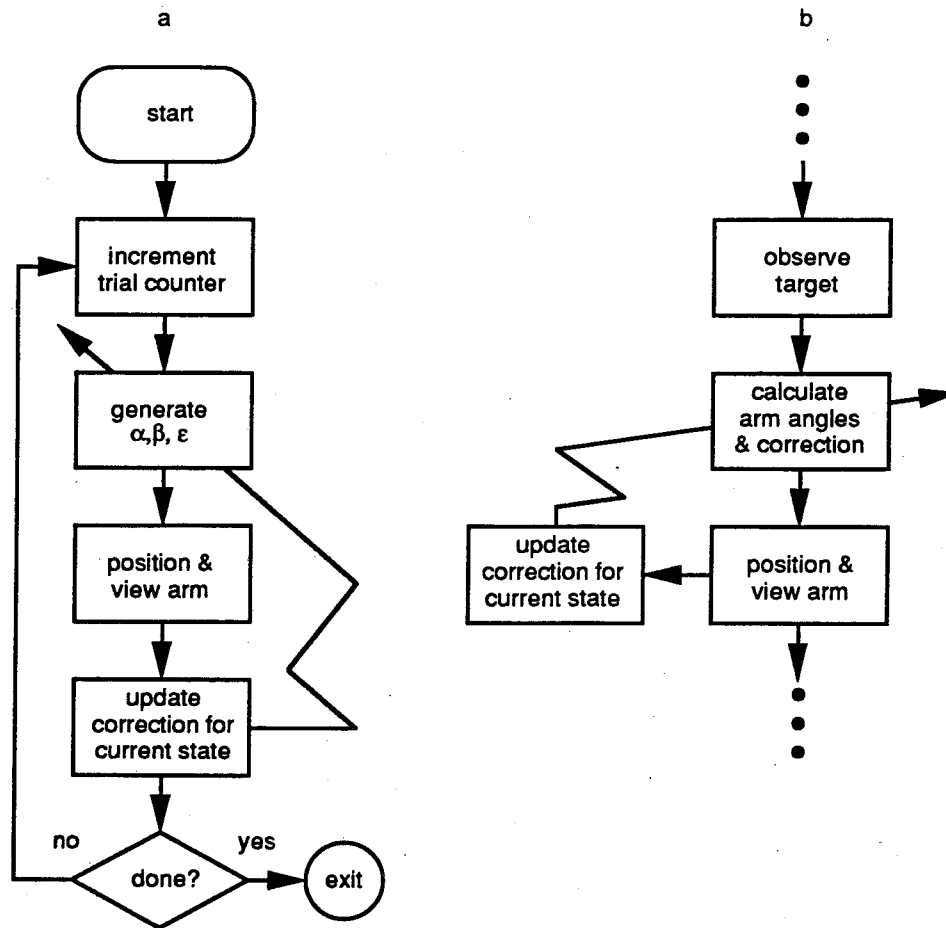 a
start
increment
trial counter
generate
α,β, ε
position &
view arm
update
correction for
current state
no
yes
done?
exit
b
observe
target
calculate
arm angles
& correction
update
correction for
current state
position &
view arm